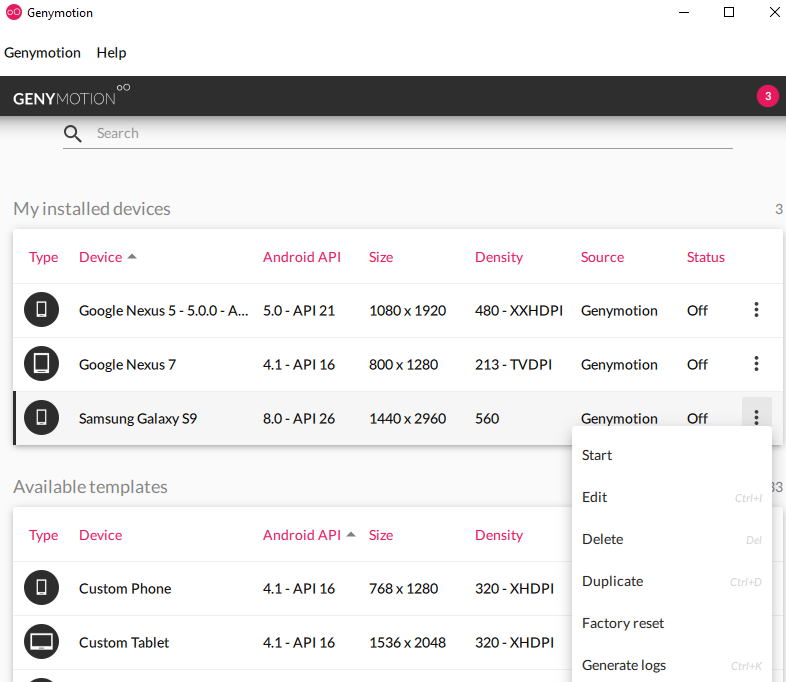 Genymotion
Genymotion Help
GENYMOTION 3
Search
My installed devices 3
Type Device Android API Size Density Source Status
Google Nexus 5 - 5.0.0 - A... 5.0 - API 21 1080 x 1920 480 - XXHDPI Genymotion Off
Google Nexus 7 4.1 - API 16 800 x 1280 213 - TVDPI Genymotion Off
Samsung Galaxy S9 8.0 - API 26 1440 x 2960 560 Genymotion Off
Start
Edit Ctrl+I
Delete Del
Duplicate Ctrl+D
Factory reset
Generate logs Ctrl+K
Available templates
Type Device Android API Size Density
Custom Phone 4.1 - API 16 768 x 1280 320 - XHDPI
Custom Tablet 4.1 - API 16 1536 x 2048 320 - XHDPI